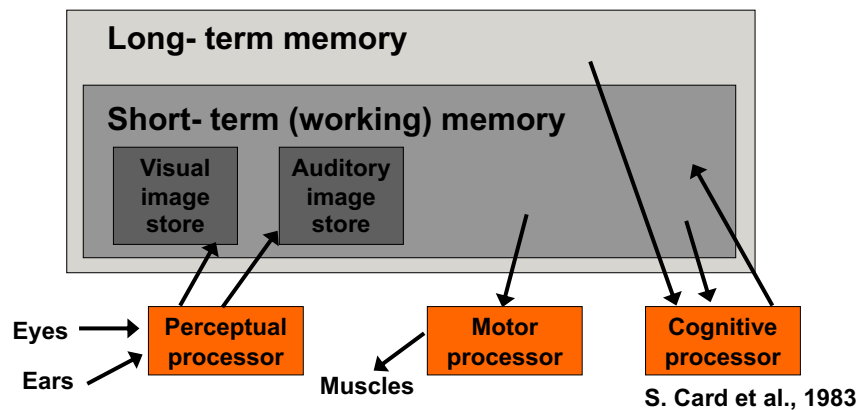 Long- term memory
Short- term (working) memory
Visual
image
store
Auditory
image
store
Eyes
Ears
Perceptual
processor
Muscles
Motor
processor
Cognitive
processor
S. Card et al., 1983